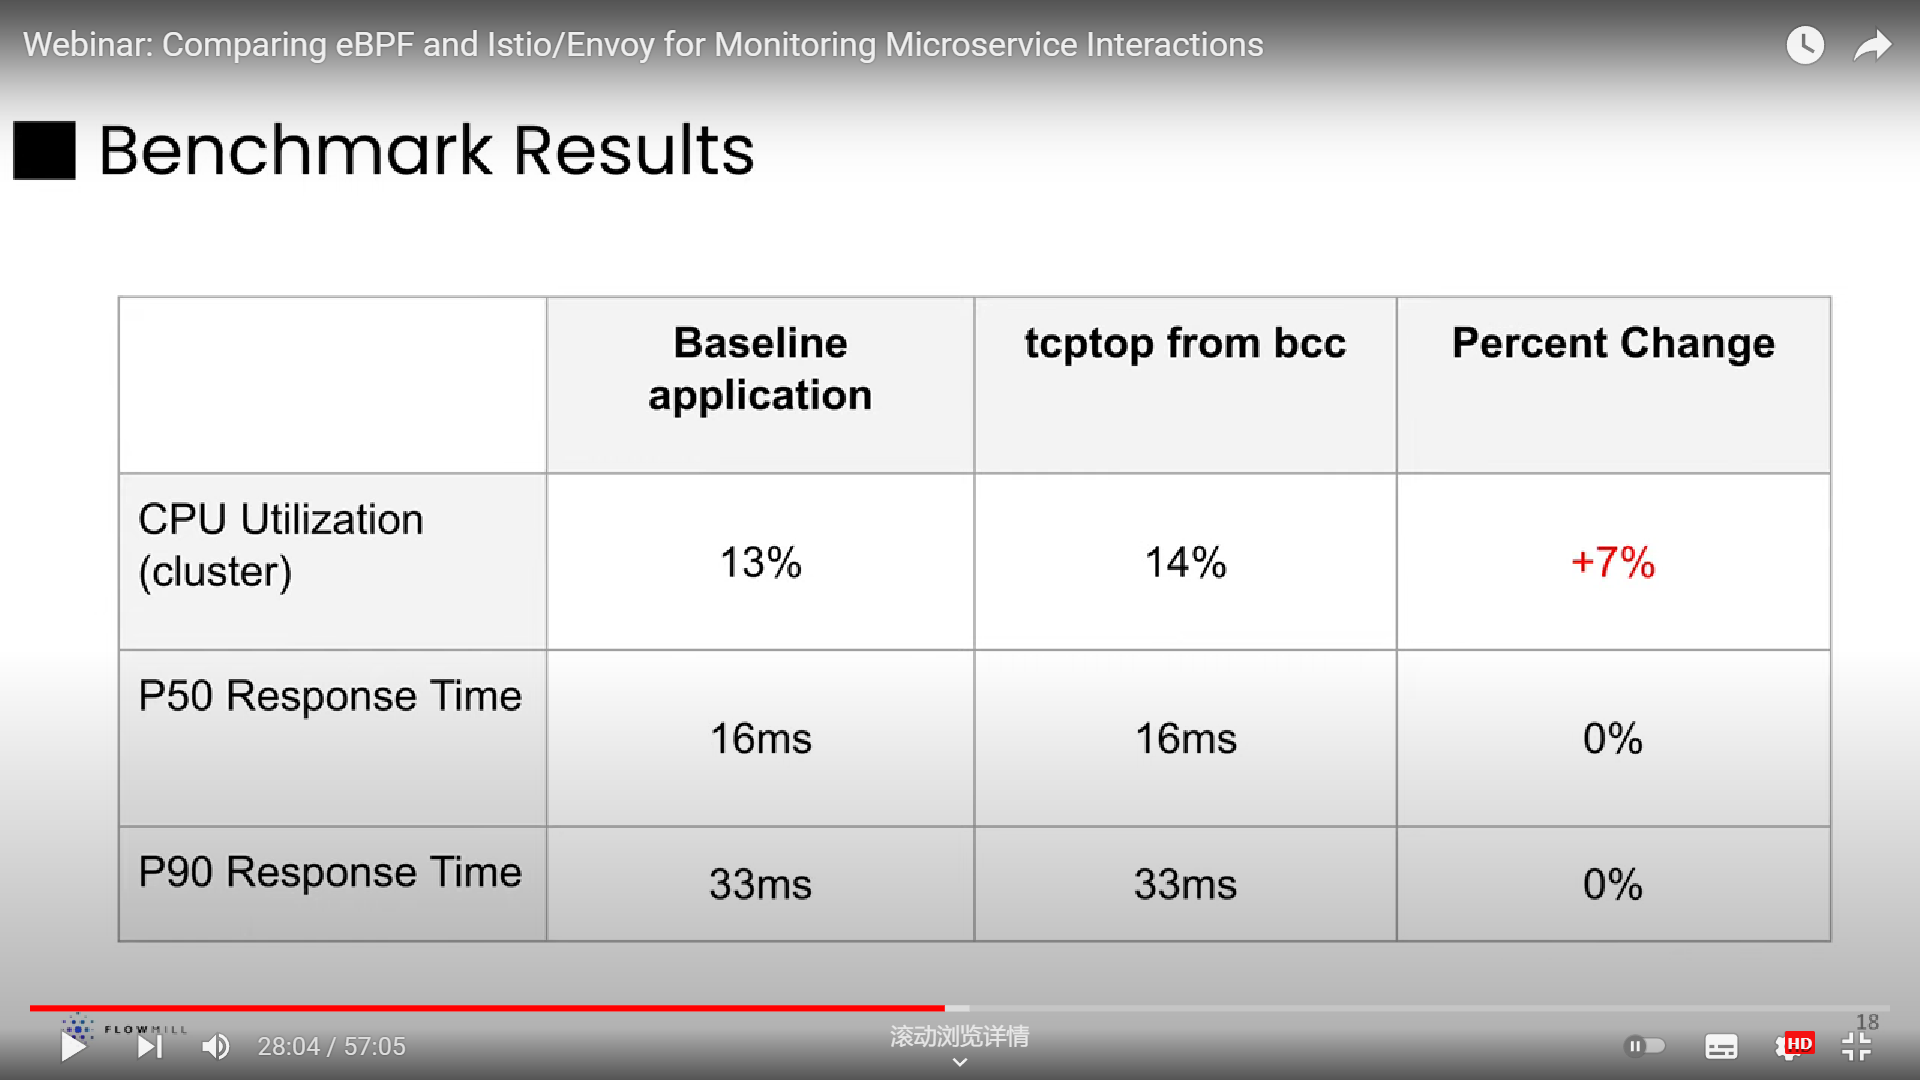 Webinar: Comparing eBPF and Istio/Envoy for Monitoring Microservice Interactions
Benchmark Results
Baseline
application
tcptop from bcc
Percent Change
CPU Utilization
(cluster)
13%
14%
+7%
P50 Response Time
16ms
16ms
0%
P90 Response Time
33ms
33ms
0%
FLOWMILL
18
28:04 / 57:05
滚动浏览详情
HD